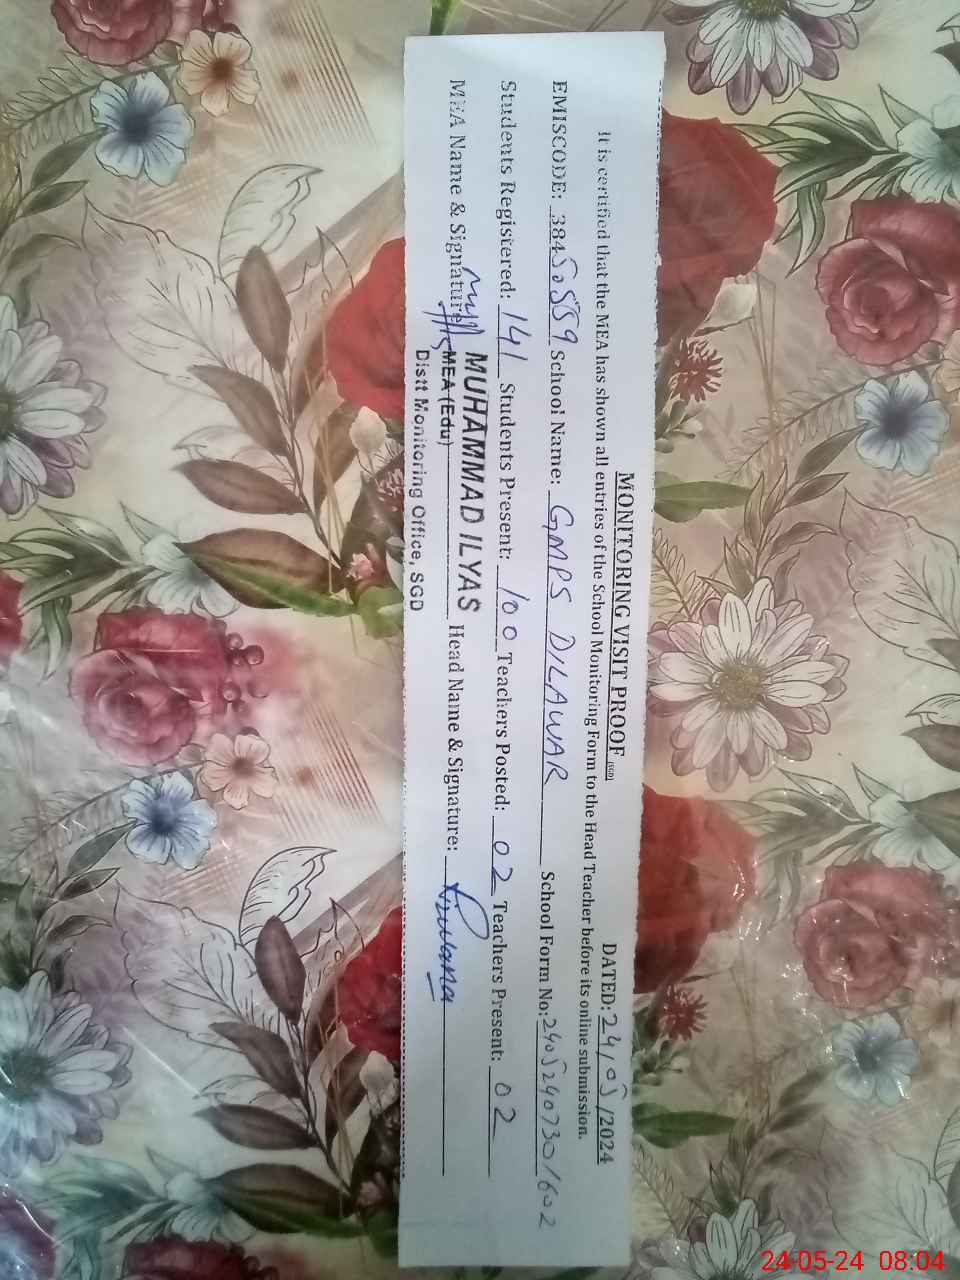 MONITORING VISIT PROOF (SGD)
DATED: 24/05/2024
It is certified that the MEA has shown all entries of the School Monitoring Form to the Head Teacher before its online submission.
EMISCODE: 38450559 School Name: GMPS DILAWAR School Form No: 24052407301602
Students Registered: 141 Students Present: 100 Teachers Posted: 02 Teachers Present: 02
MEA Name & Signature Head Name & Signature:
MUHAMMAD ILYAS
MEA (Edu)
Distt Monitoring Office, SGD
24-05-24 08:04